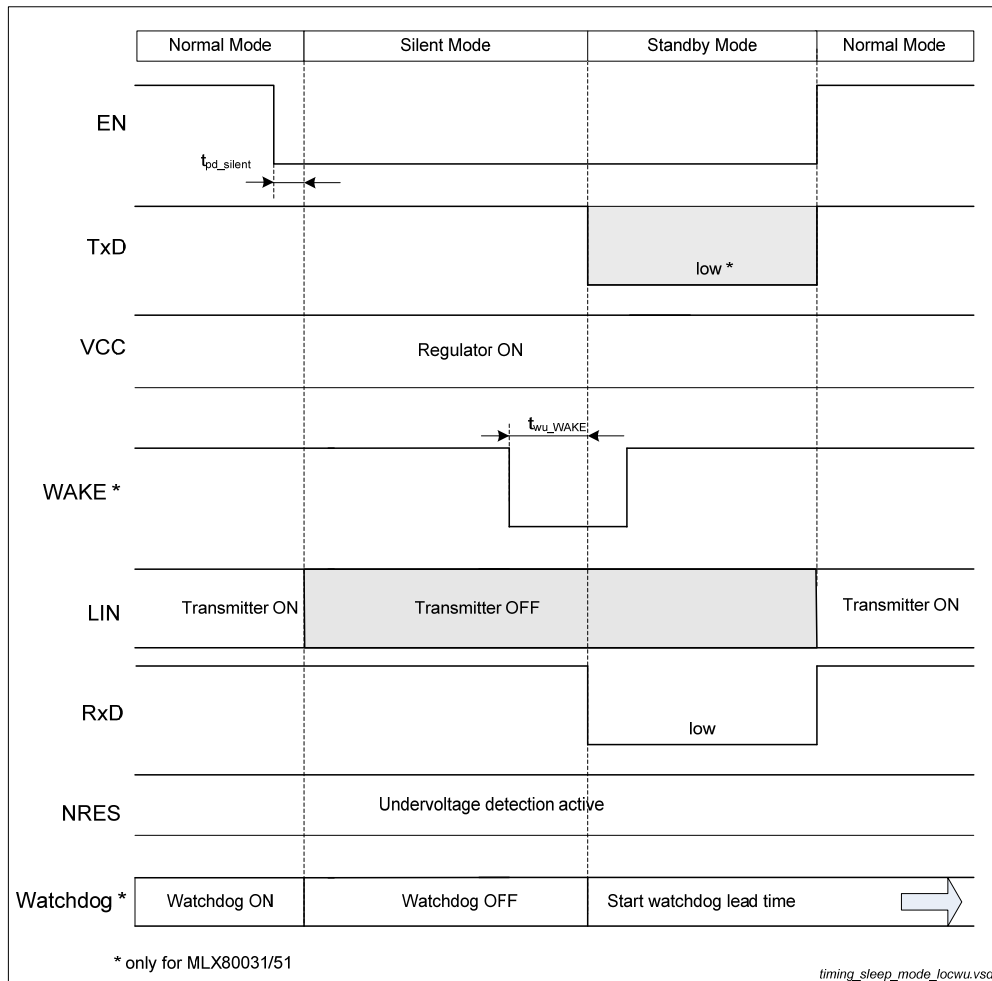 Normal Mode Silent Mode Standby Mode Normal Mode
EN
tpd_silent
TxD
low *
VCC
Regulator ON
twu_WAKE
WAKE *
LIN
Transmitter ON Transmitter OFF Transmitter ON
RxD
low
NRES
Undervoltage detection active
Watchdog *
Watchdog ON Watchdog OFF Start watchdog lead time
* only for MLX80031/51
timing_sleep_mode_locwu.vsd